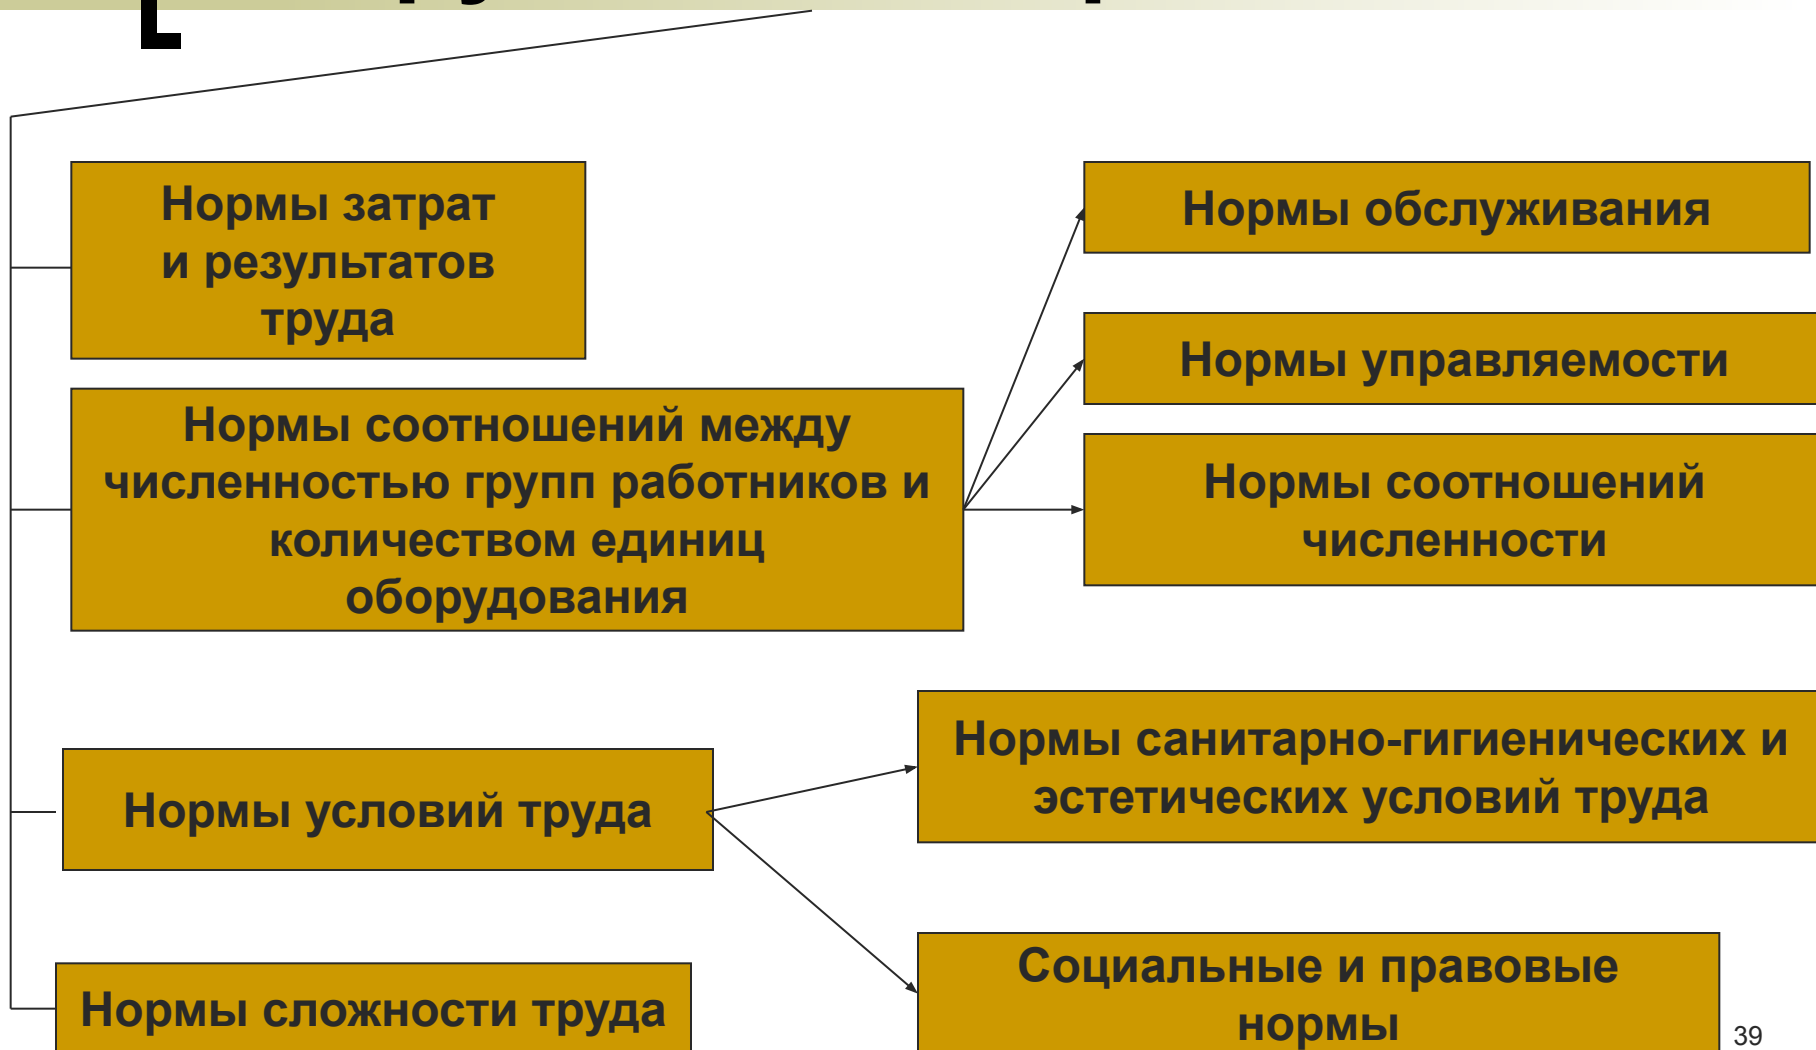 Нормы затрат
и результатов
труда
Нормы соотношений между
численностью групп работников и
количеством единиц
оборудования
Нормы условий труда
Нормы сложности труда
Нормы обслуживания
Нормы управляемости
Нормы соотношений
численности
Нормы санитарно-гигиенических и
эстетических условий труда
Социальные и правовые
нормы
39